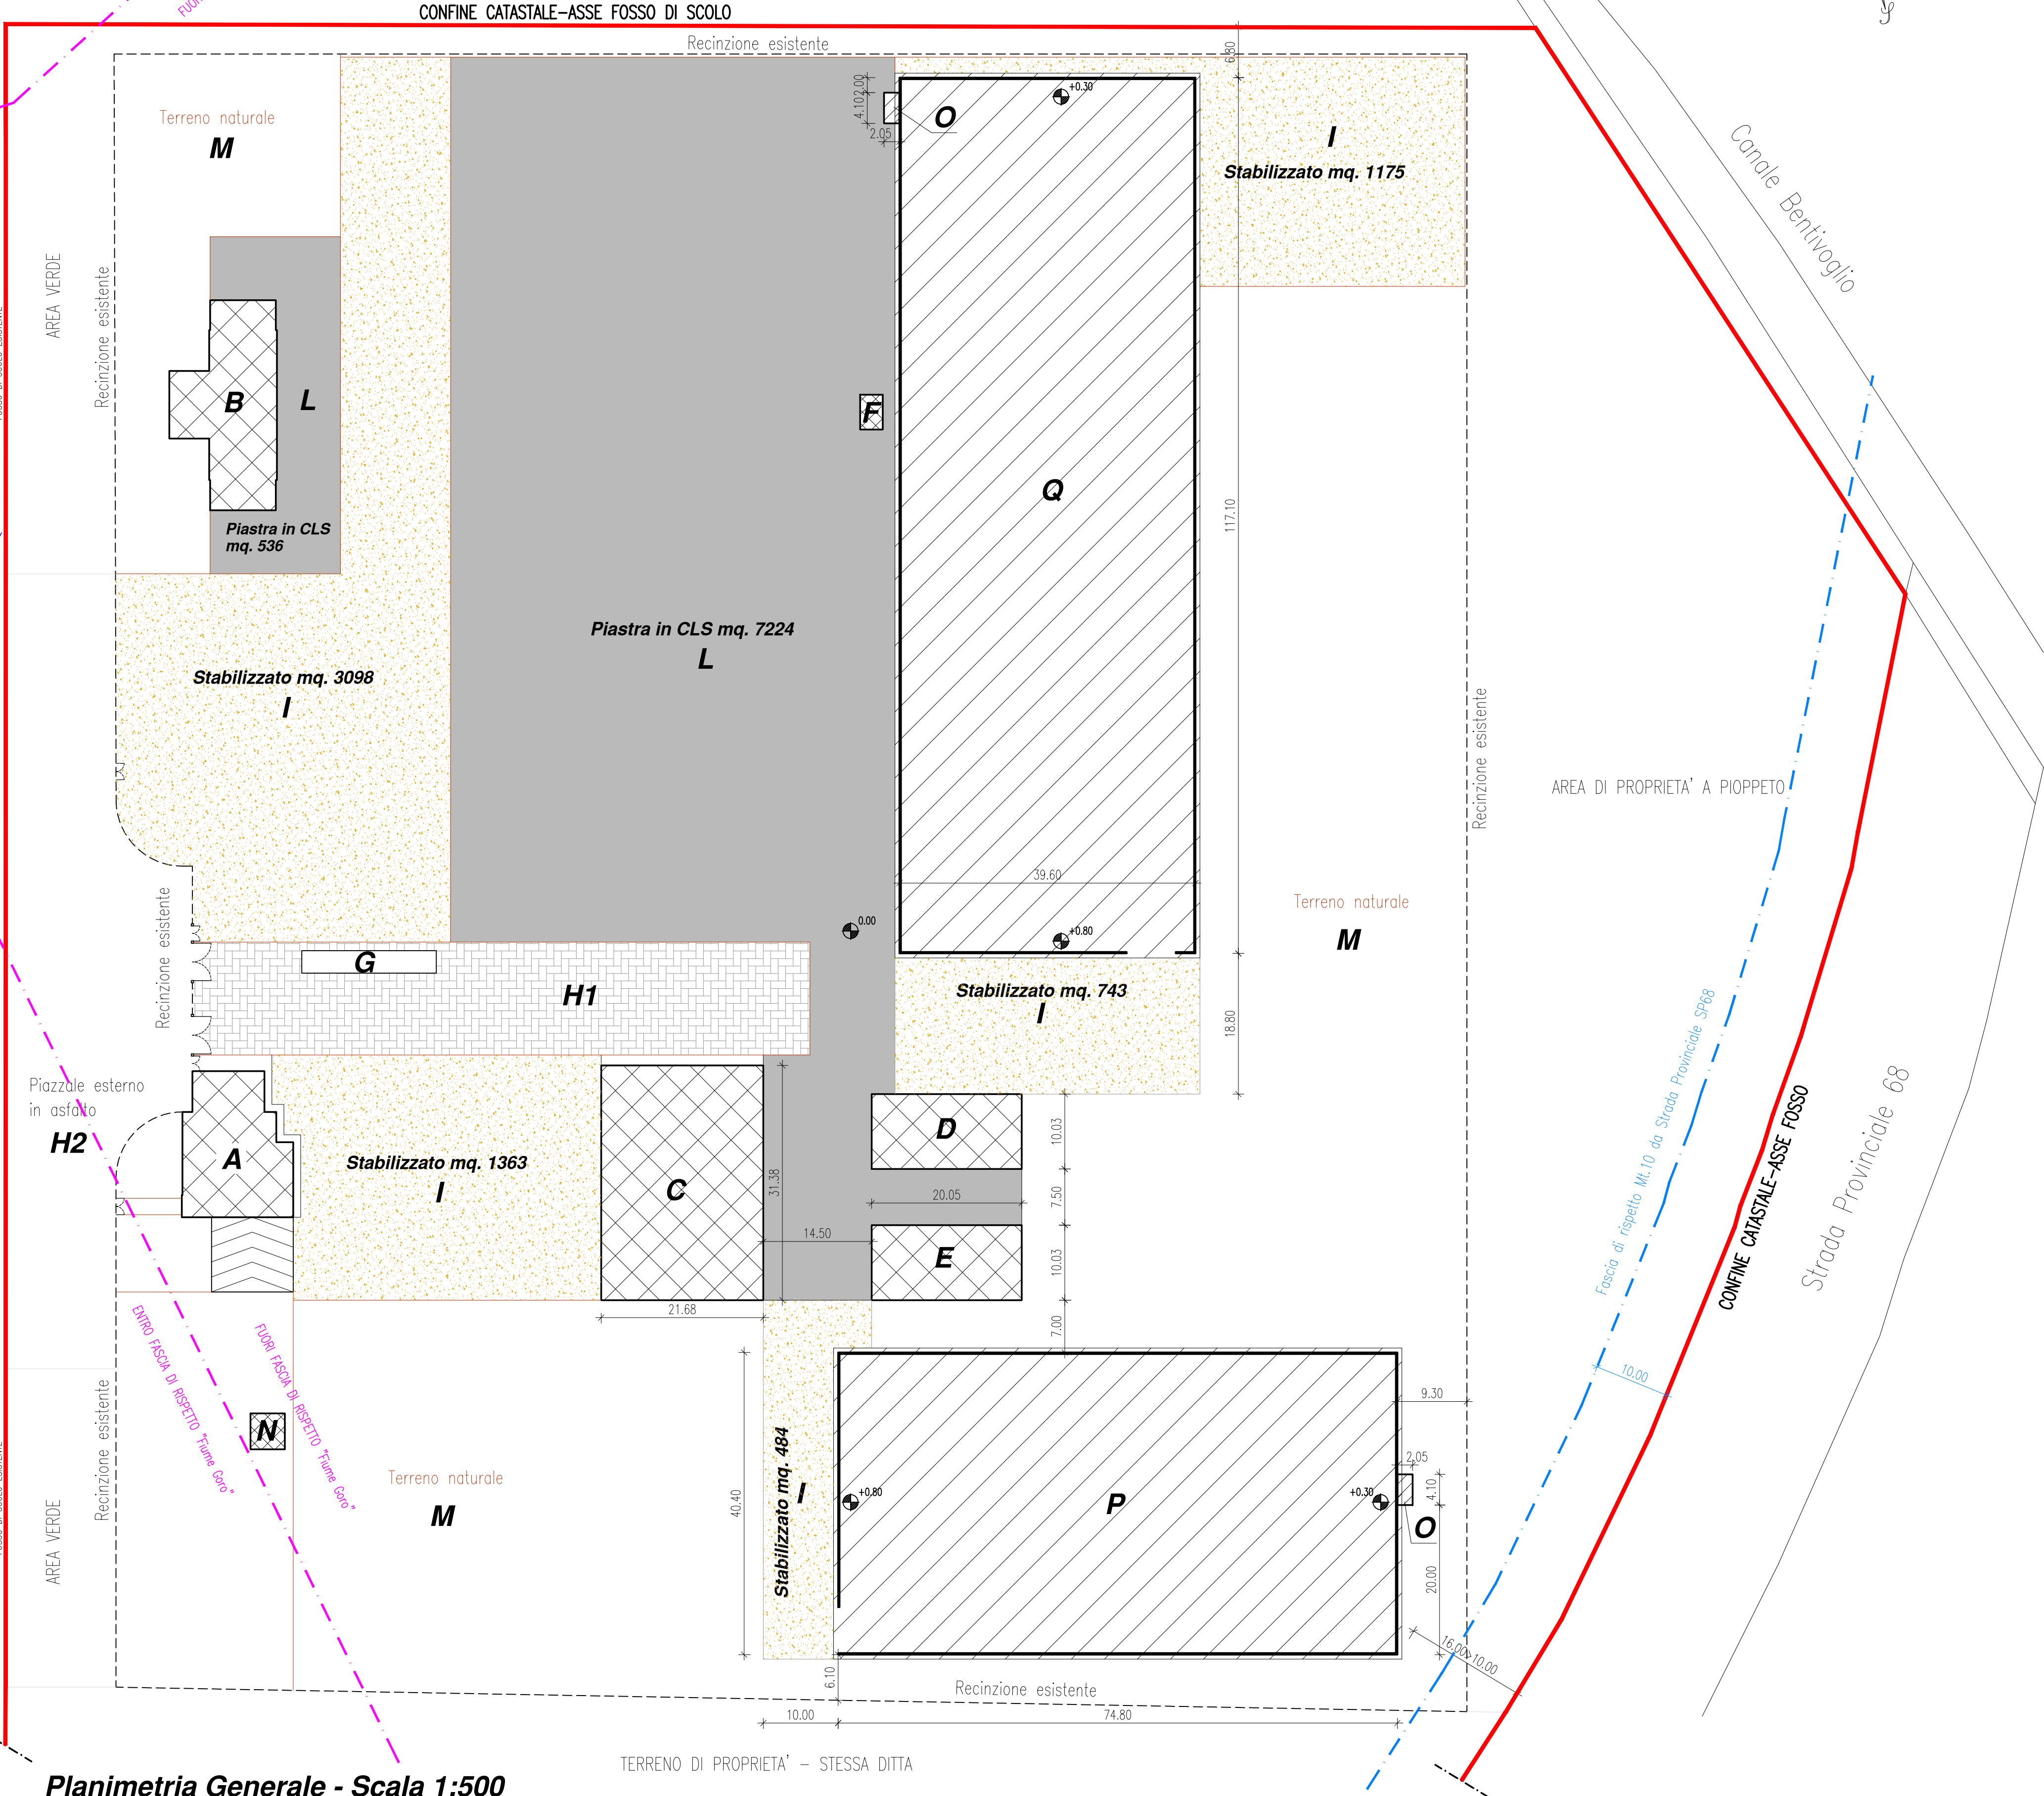 CONFINE CATASTALE-ASSE FOSSO DI SCOLO
Recinzione esistente
6.80
Terreno naturale
M
4.10
2.00
2.05
O
+0.30
I
Stabilizzato mq. 1175
Canale Bentivoglio
AREA VERDE
Recinzione esistente
B
L
F
Piastra in CLS
mq. 536
Q
117.10
Piastra in CLS mq. 7224
L
Stabilizzato mq. 3098
I
Recinzione esistente
AREA DI PROPRIETA' A PIOPPETO
39.60
Terreno naturale
M
0.00
+0.80
Recinzione esistente
G
H1
Stabilizzato mq. 743
I
18.80
Fascia di rispetto Mt.10 da Strada Provinciale SP68
CONFINE CATASTALE-ASSE FOSSO
Strada Provinciale 68
Piazzale esterno
in asfalto
H2
A
Stabilizzato mq. 1363
I
C
31.38
D
10.03
20.05
7.50
14.50
E
10.03
21.68
7.00
ENTRO FASCIA DI RISPETTO "Fiume Goro"
FUORI FASCIA DI RISPETTO "Fiume Goro"
10.00
9.30
N
Recinzione esistente
AREA VERDE
Terreno naturale
M
40.40
Stabilizzato mq. 484
I
+0.80
P
+0.30
2.05
4.10
O
20.00
16.00>10.00
6.10
Recinzione esistente
10.00
74.80
TERRENO DI PROPRIETA' - STESSA DITTA
Planimetria Generale - Scala 1:500